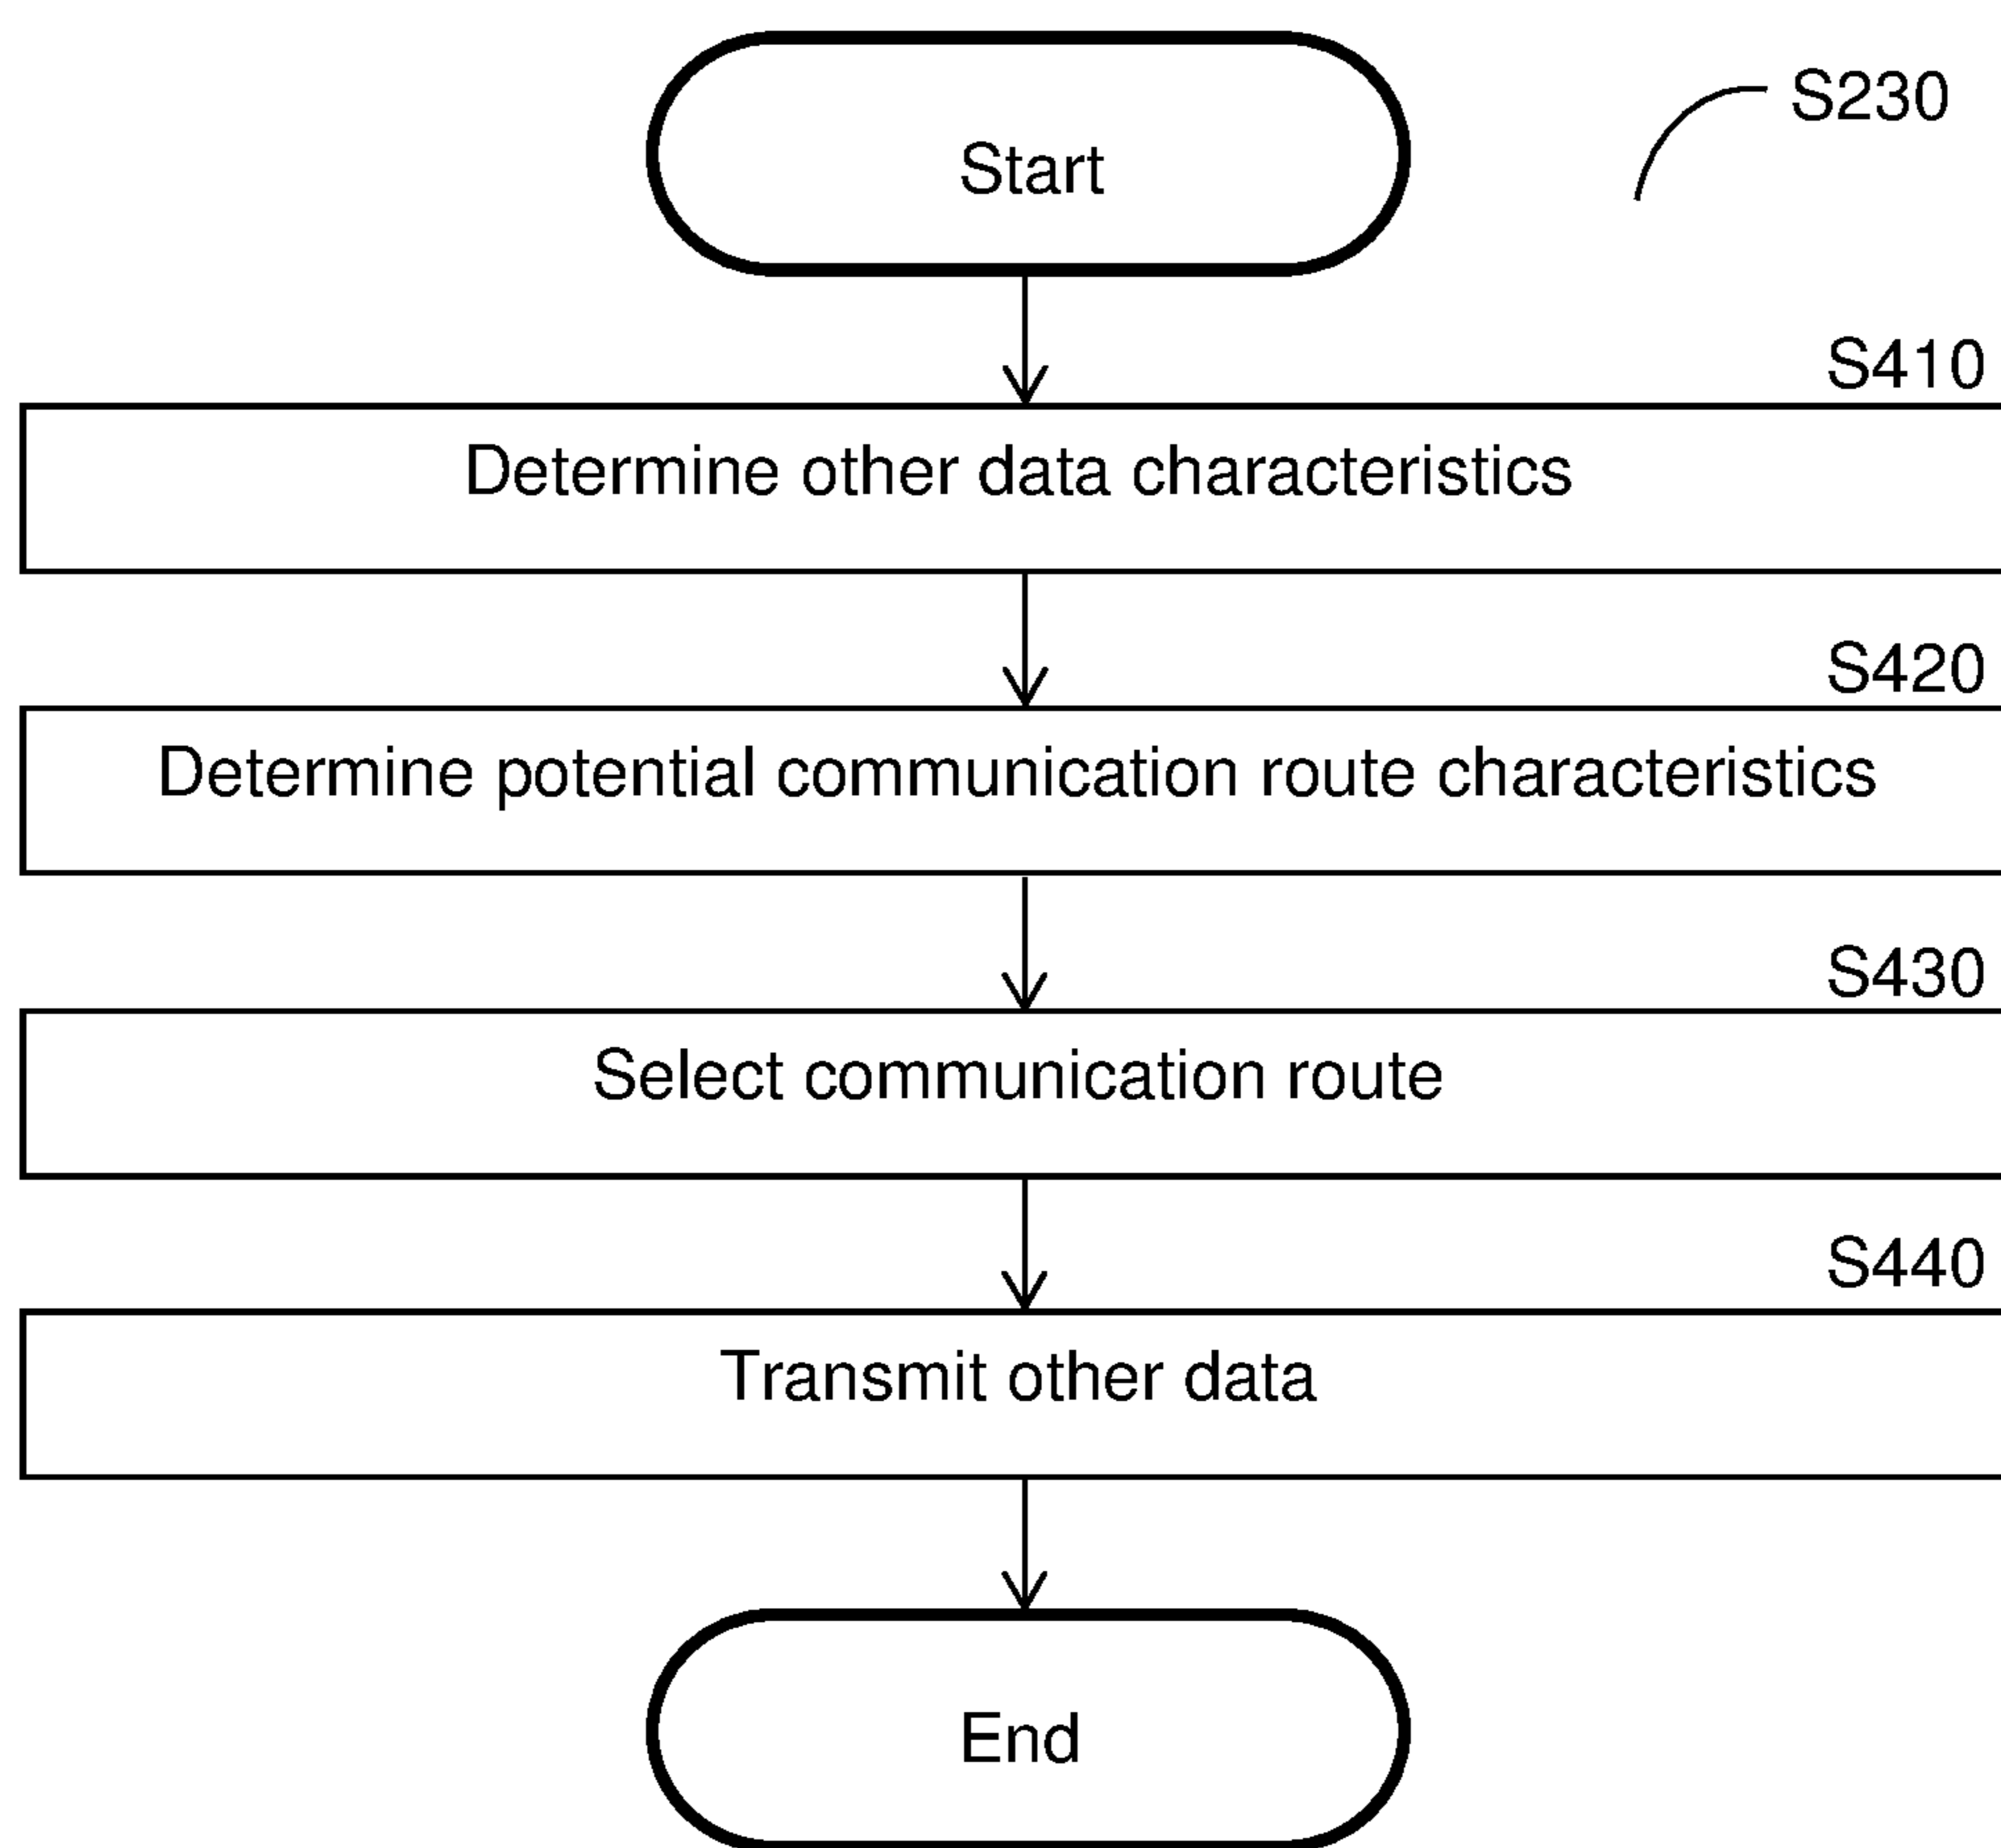 Start
S230
S410
Determine other data characteristics
S420
Determine potential communication route characteristics
S430
Select communication route
S440
Transmit other data
End